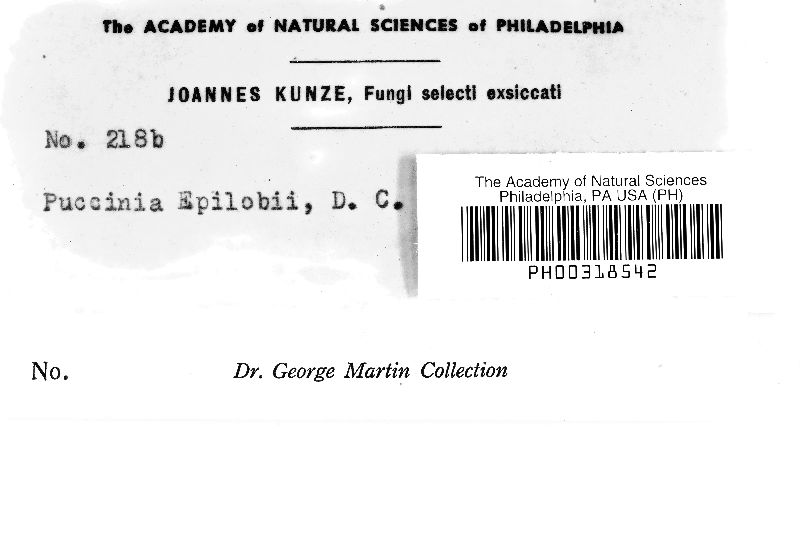 The ACADEMY of NATURAL SCIENCES of PHILADELPHIA
JOANNES KUNZE, Fungi selecti exsiccati
No. 218b
Puccinia Epilobii, D. C.
The Academy of Natural Sciences
Philadelphia, PA USA (PH)
PH00318542
No. Dr. George Martin Collection